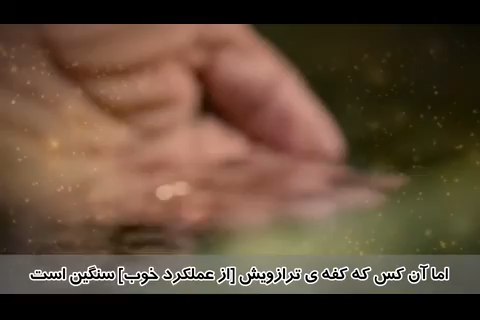 اما آن کس که کفه ی ترازویش [از عملکرد خوب] سنگین است